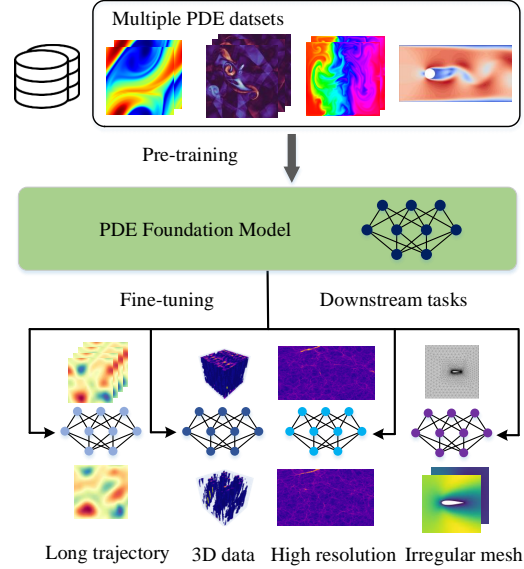 Multiple PDE datsets
Pre-training
PDE Foundation Model
Fine-tuning
Downstream tasks
Long trajectory
3D data
High resolution
Irregular mesh